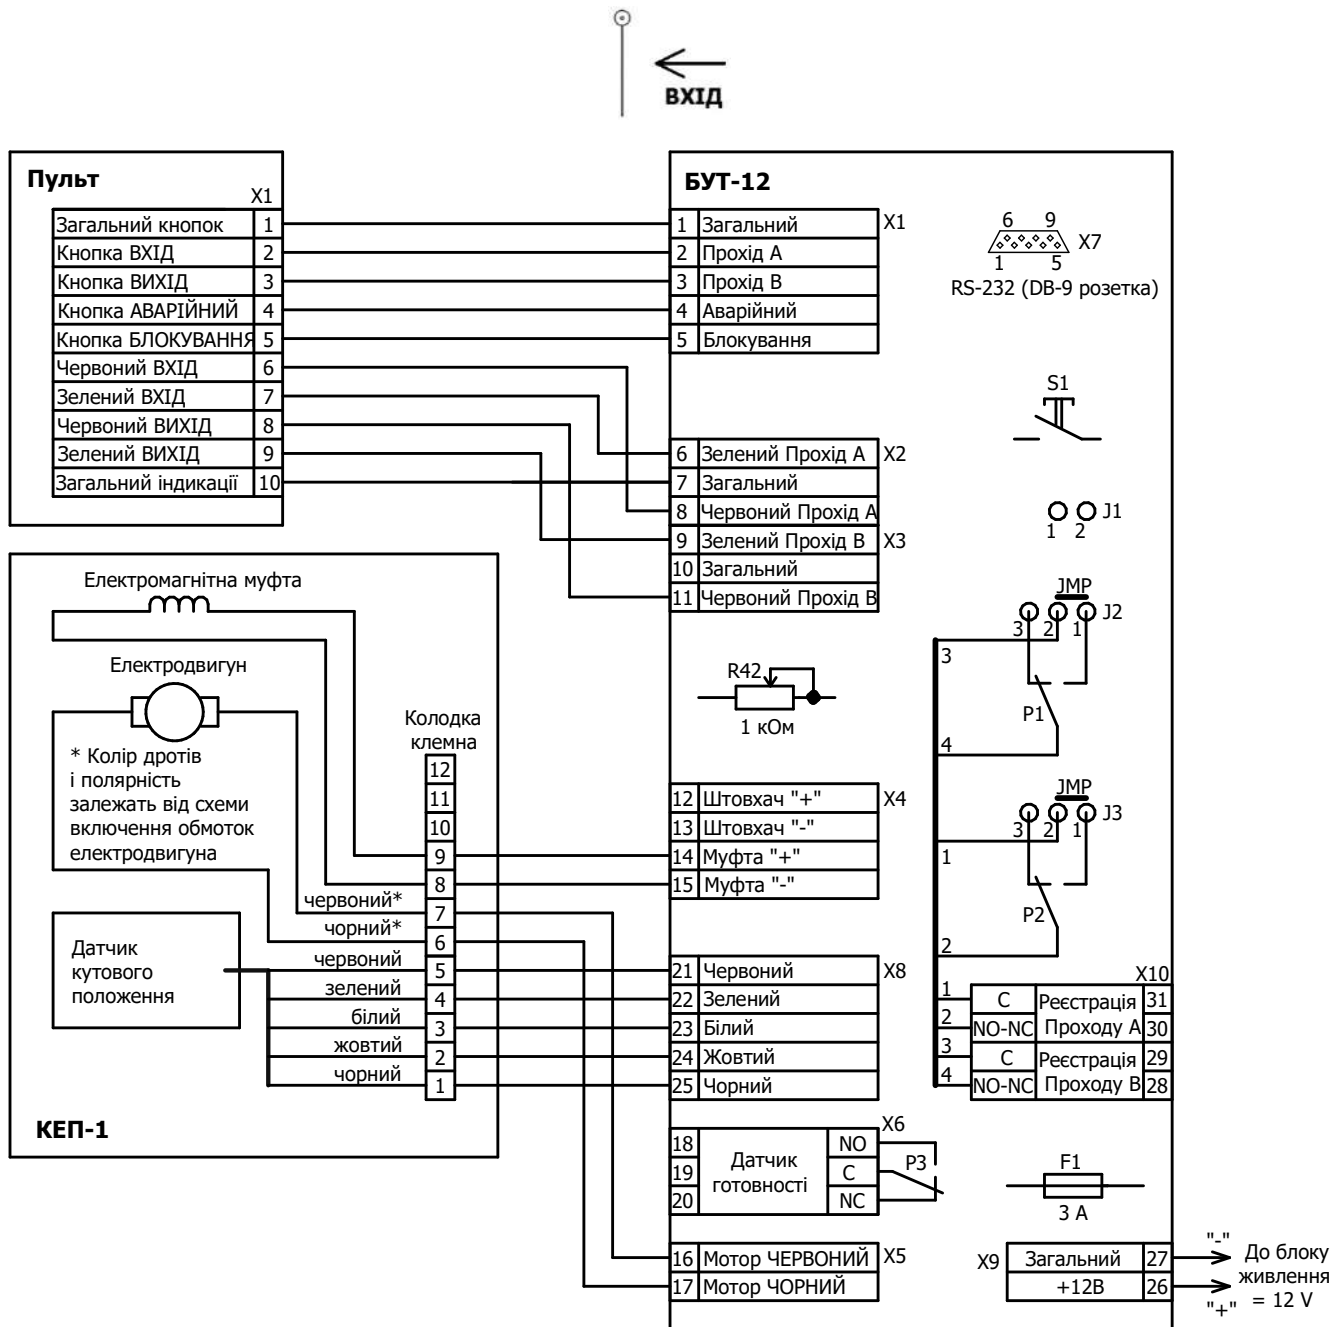 ВХІД
Пульт
X1
Загальний кнопок 1
Кнопка ВХІД 2
Кнопка ВИХІД 3
Кнопка АВАРІЙНИЙ 4
Кнопка БЛОКУВАННЯ 5
Червоний ВХІД 6
Зелений ВХІД 7
Червоний ВИХІД 8
Зелений ВИХІД 9
Загальний індикації 10
БУТ-12
1 Загальний X1
2 Прохід А
3 Прохід В
4 Аварійний
5 Блокування
6 Зелений Прохід А X2
7 Загальний
8 Червоний Прохід А
9 Зелений Прохід В X3
10 Загальний
11 Червоний Прохід В
6 9
X7
1 5
RS-232 (DB-9 розетка)
S1
J1
1 2
JMP
J2
3 2 1
3
P1
4
JMP
J3
3 2 1
1
P2
2
R42
1 кОм
12 Штовхач "+" X4
13 Штовхач "-"
14 Муфта "+"
15 Муфта "-"
21 Червоний X8
22 Зелений
23 Білий
24 Жовтий
25 Чорний
X10
1 C Реєстрація 31
2 NO-NC Проходу А 30
3 C Реєстрація 29
4 NO-NC Проходу В 28
X6
18 NO
19 Датчик C P3
готовності
20 NC
F1
3 А
16 Мотор ЧЕРВОНИЙ X5
17 Мотор ЧОРНИЙ
X9 Загальний 27
+12В 26
"-"
До блоку
живлення
"+" = 12 V
Електромагнітна муфта
Електродвигун
* Колір дротів
і полярність
залежать від схеми
включення обмоток
електродвигуна
Колодка
клемна
12
11
10
9
8
червоний* 7
чорний* 6
червоний 5
зелений 4
білий 3
жовтий 2
чорний 1
Датчик
кутового
положення
КЕП-1